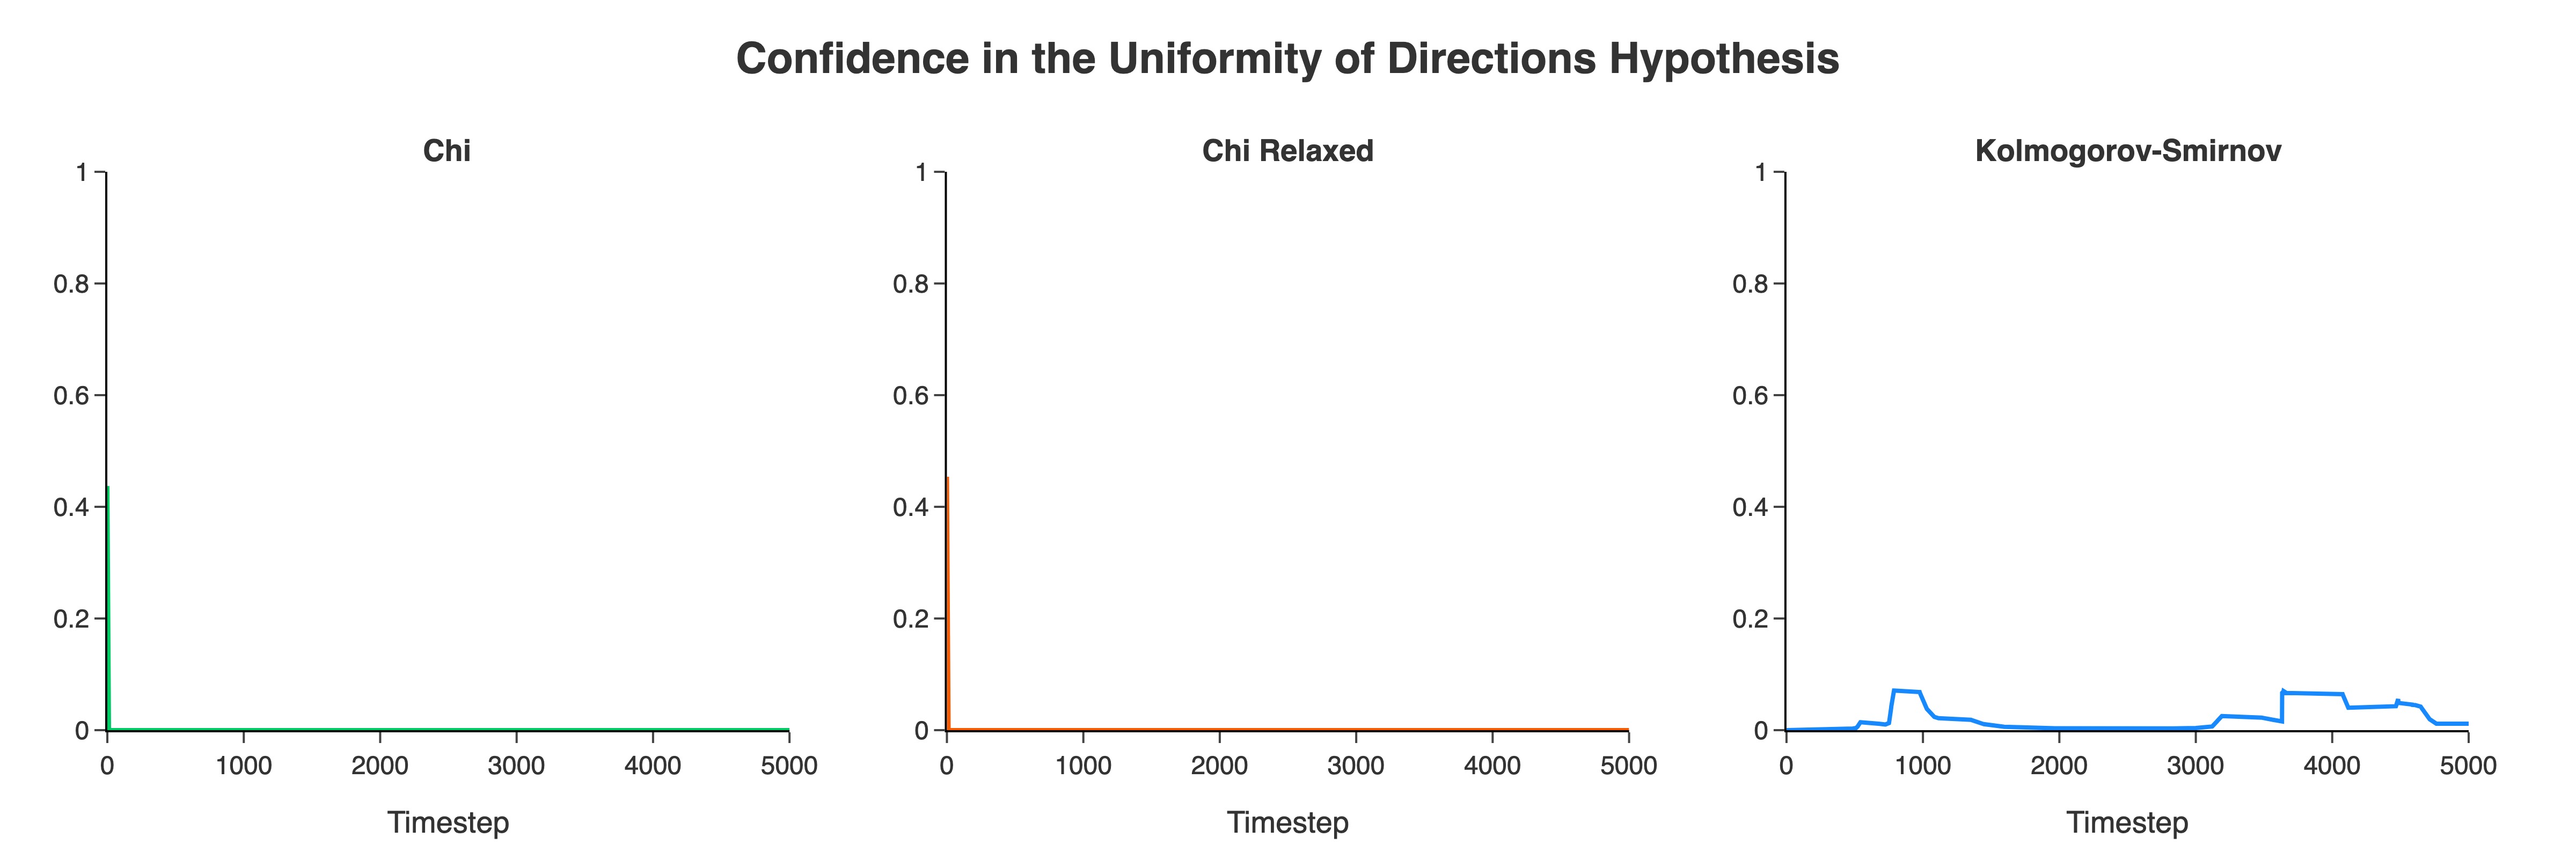 Confidence in the Uniformity of Directions Hypothesis
Chi
1
0.8
0.6
0.4
0.2
0
0 1000 2000 3000 4000 5000
Timestep
Chi Relaxed
1
0.8
0.6
0.4
0.2
0
0 1000 2000 3000 4000 5000
Timestep
Kolmogorov-Smirnov
1
0.8
0.6
0.4
0.2
0
0 1000 2000 3000 4000 5000
Timestep